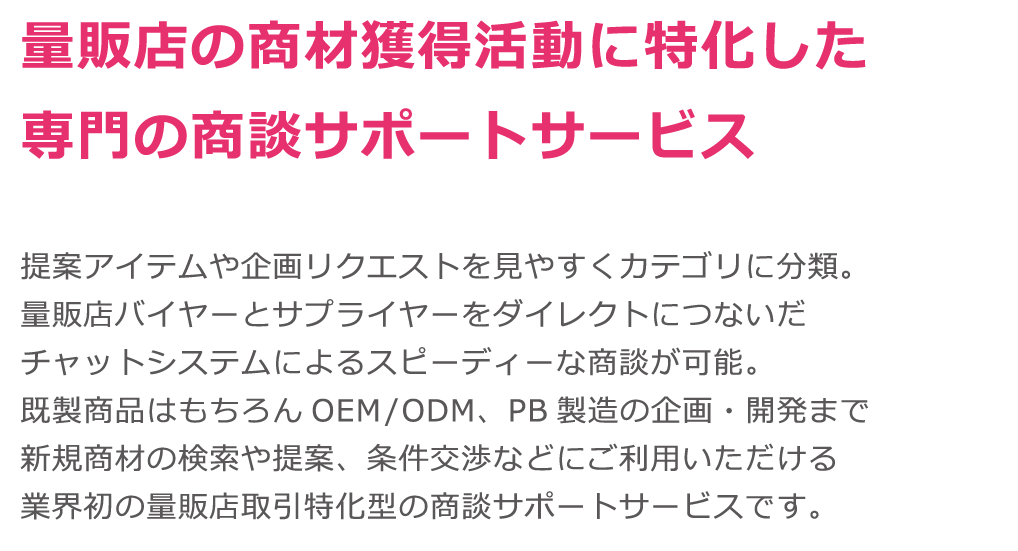 量販店の商材獲得活動に特化した
専門の商談サポートサービス
提案アイテムや企画リクエストを見やすくカテゴリに分類。
量販店バイヤーとサプライヤーをダイレクトにつないだ
チャットシステムによるスピーディーな商談が可能。
既製商品はもちろんOEM/ODM、PB製造の企画・開発まで
新規商材の検索や提案、条件交渉などにご利用いただける
業界初の量販店取引特化型の商談サポートサービスです。